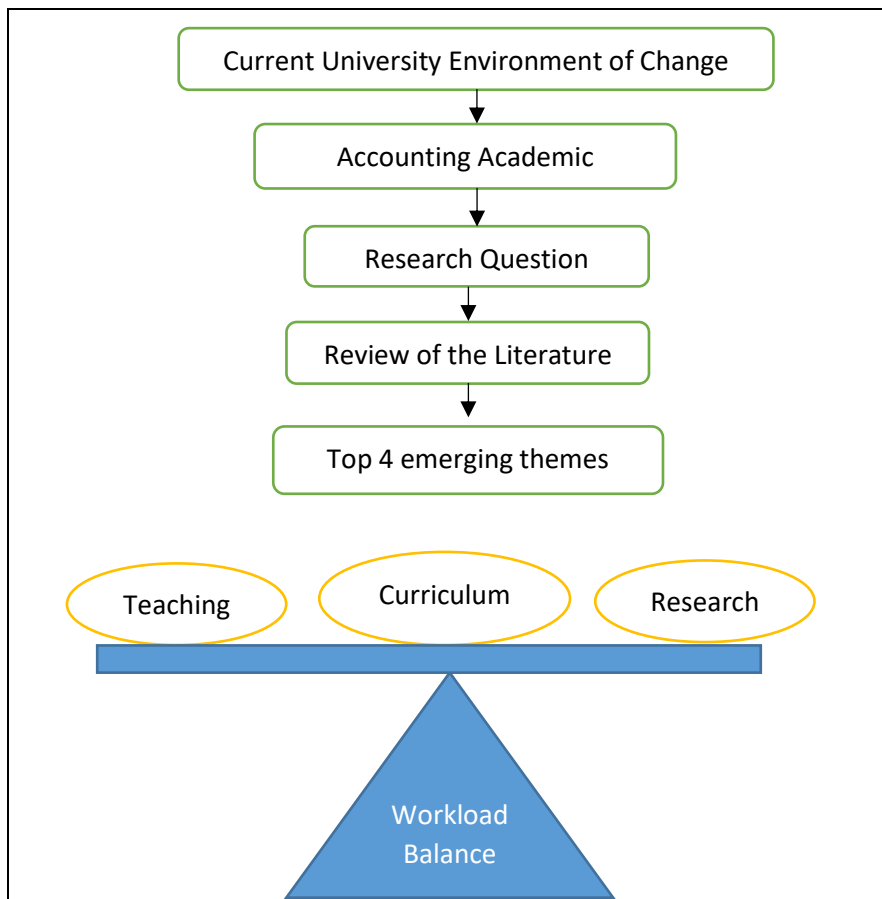 Current University Environment of Change
Accounting Academic
Research Question
Review of the Literature
Top 4 emerging themes
Teaching
Curriculum
Research
Workload
Balance